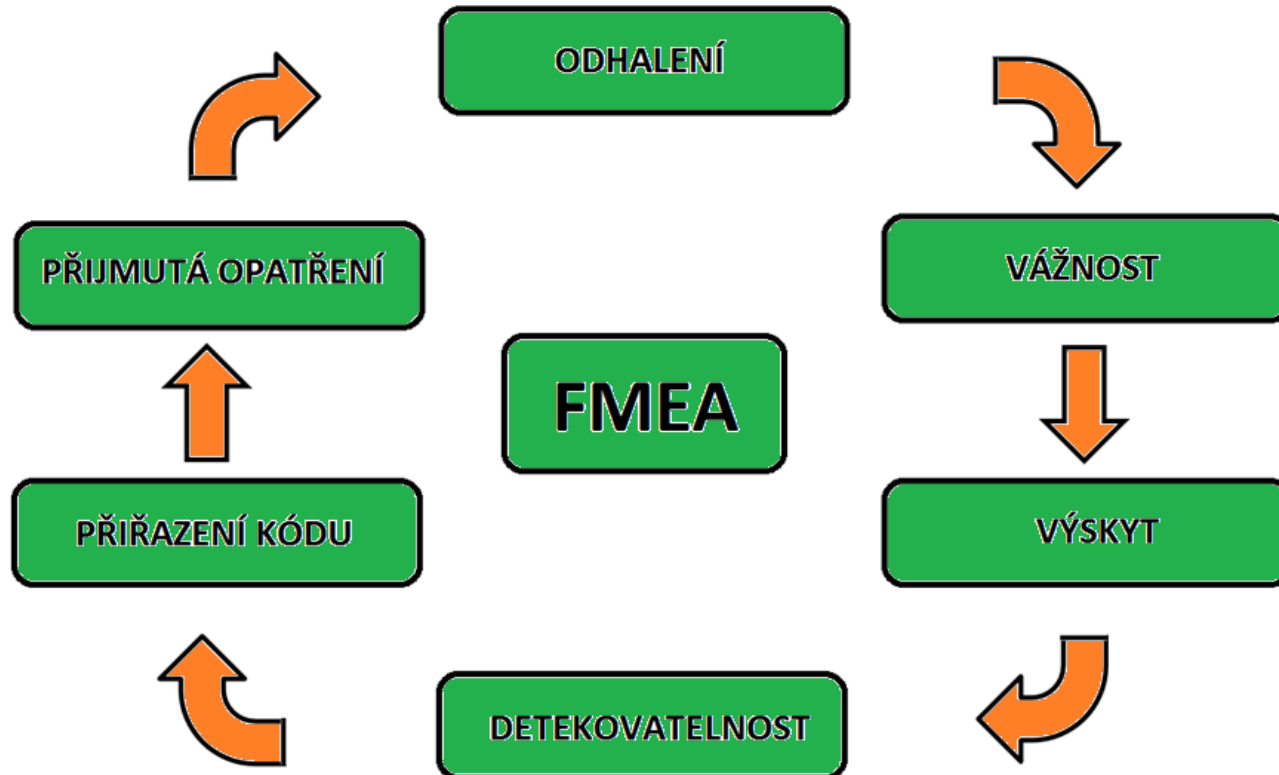 ODHALENÍ
VÁŽNOST
VÝSKYT
DETEKOVATELNOST
PŘIŘAZENÍ KÓDU
PŘIJMUTÁ OPATŘENÍ
FMEA